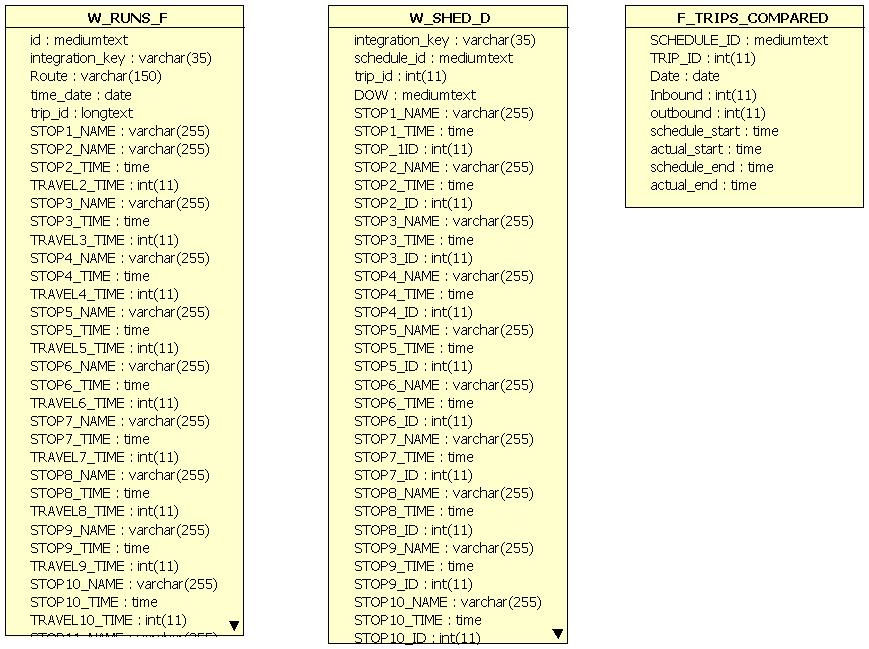 W_RUNS_F
id : mediumtext
integration_key : varchar(35)
Route : varchar(150)
time_date : date
trip_id : longtext
STOP1_NAME : varchar(255)
STOP2_NAME : varchar(255)
STOP2_TIME : time
TRAVEL2_TIME : int(11)
STOP3_NAME : varchar(255)
STOP3_TIME : time
TRAVEL3_TIME : int(11)
STOP4_NAME : varchar(255)
STOP4_TIME : time
TRAVEL4_TIME : int(11)
STOP5_NAME : varchar(255)
STOP5_TIME : time
TRAVEL5_TIME : int(11)
STOP6_NAME : varchar(255)
STOP6_TIME : time
TRAVEL6_TIME : int(11)
STOP7_NAME : varchar(255)
STOP7_TIME : time
TRAVEL7_TIME : int(11)
STOP8_NAME : varchar(255)
STOP8_TIME : time
TRAVEL8_TIME : int(11)
STOP9_NAME : varchar(255)
STOP9_TIME : time
TRAVEL9_TIME : int(11)
STOP10_NAME : varchar(255)
STOP10_TIME : time
TRAVEL10_TIME : int(11)
STOP11_NAME : varchar(255)
W_SHED_D
integration_key : varchar(35)
schedule_id : mediumtext
trip_id : int(11)
DOW : mediumtext
STOP1_NAME : varchar(255)
STOP1_TIME : time
STOP_1ID : int(11)
STOP2_NAME : varchar(255)
STOP2_TIME : time
STOP2_ID : int(11)
STOP3_NAME : varchar(255)
STOP3_TIME : time
STOP3_ID : int(11)
STOP4_NAME : varchar(255)
STOP4_TIME : time
STOP4_ID : int(11)
STOP5_NAME : varchar(255)
STOP5_TIME : time
STOP5_ID : int(11)
STOP6_NAME : varchar(255)
STOP6_TIME : time
STOP6_ID : int(11)
STOP7_NAME : varchar(255)
STOP7_TIME : time
STOP7_ID : int(11)
STOP8_NAME : varchar(255)
STOP8_TIME : time
STOP8_ID : int(11)
STOP9_NAME : varchar(255)
STOP9_TIME : time
STOP9_ID : int(11)
STOP10_NAME : varchar(255)
STOP10_TIME : time
STOP10_ID : int(11)
F_TRIPS_COMPARED
SCHEDULE_ID : mediumtext
TRIP_ID : int(11)
Date : date
Inbound : int(11)
outbound : int(11)
schedule_start : time
actual_start : time
schedule_end : time
actual_end : time